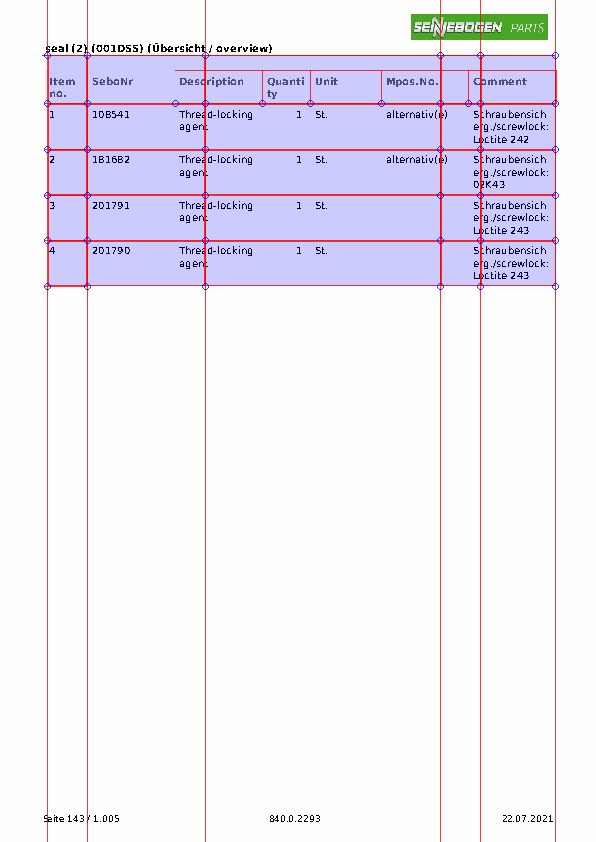 SENNEBOGEN PARTS
seal (2) (001DSS) (Übersicht / overview)
Item no. SeboNr Description Quantity Unit Mpos.No. Comment
1 10B541 Thread-locking agent 1 St. alternativ(e) Schraubensicherg./screwlock: Loctite 242
2 1B16B2 Thread-locking agent 1 St. alternativ(e) Schraubensicherg./screwlock: 02K43
3 201791 Thread-locking agent 1 St. Schraubensicherg./screwlock: Loctite 243
4 201790 Thread-locking agent 1 St. Schraubensicherg./screwlock: Loctite 243
Seite 143 / 1.005 840.0.2293 22.07.2021